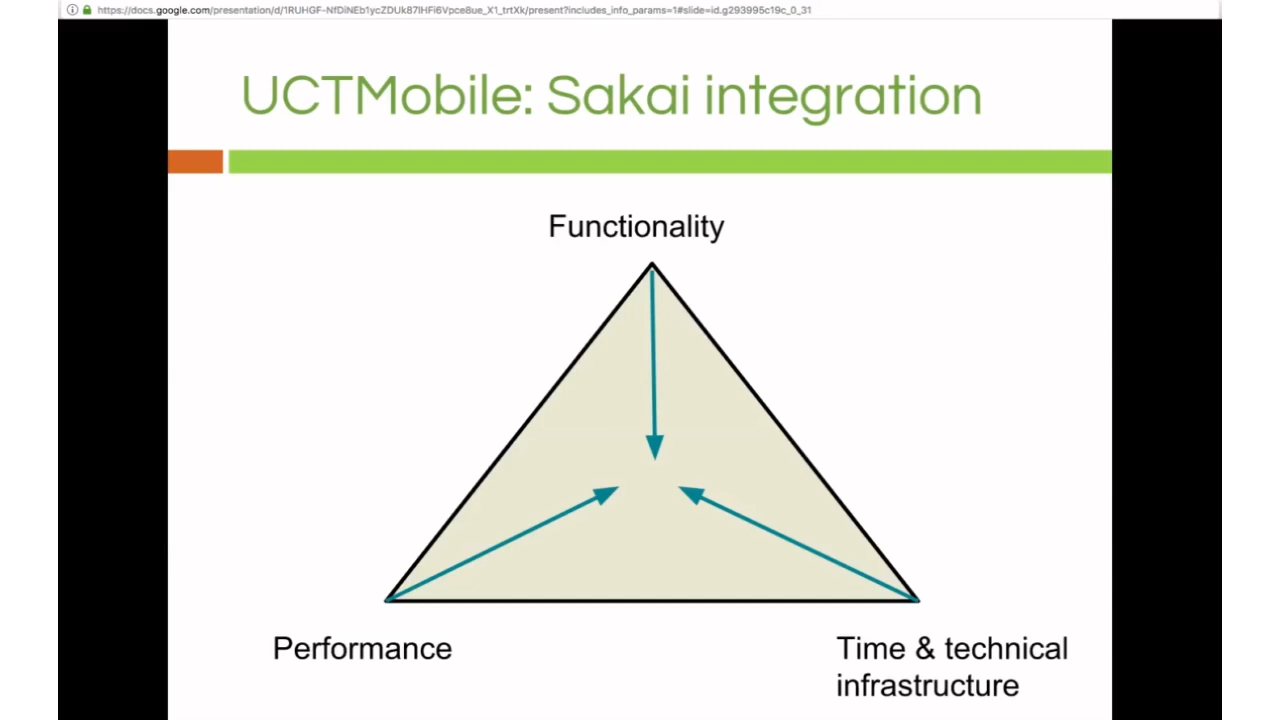 https://docs.google.com/presentation/d/1RUHGF-NfDiNEb1ycZDUk87IHFi6Vpce8ue_X1_trtXk/present?includes_info_params=1#slide=id.g293995c19c_0_31
UCTMobile: Sakai integration
Functionality
Performance
Time & technical
infrastructure